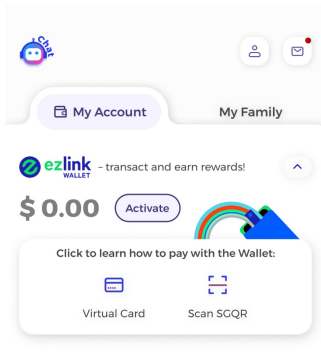 Chat
My Account
My Family
ezlink
WALLET
– transact and earn rewards!
$ 0.00
Activate
Click to learn how to pay with the Wallet:
Virtual Card
Scan SGQR